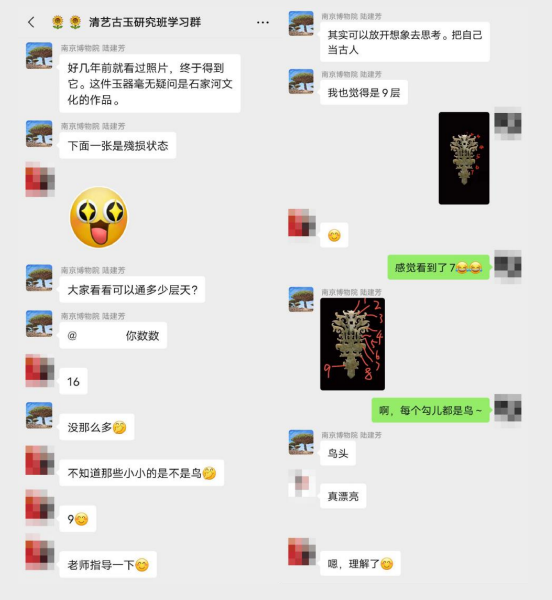 清艺古玉研究班学习群
南京博物院 陆建芳
好几年前就看过照片，终于得到
它。这件玉器毫无疑问是石家河文
化的作品。
南京博物院 陆建芳
下面一张是残损状态
南京博物院 陆建芳
大家看看可以通多少层天？
南京博物院 陆建芳
@ 你数数
16
没那么多
不知道那些小小的是不是鸟
9
老师指导一下
南京博物院 陆建芳
其实可以放开想象去思考。把自己
当古人
南京博物院 陆建芳
我也觉得是９层
感觉看到了 7
南京博物院 陆建芳
1
2
3
4
5
6
7
8
9
啊，每个勾儿都是鸟～
南京博物院 陆建芳
鸟头
真漂亮
嗯，理解了